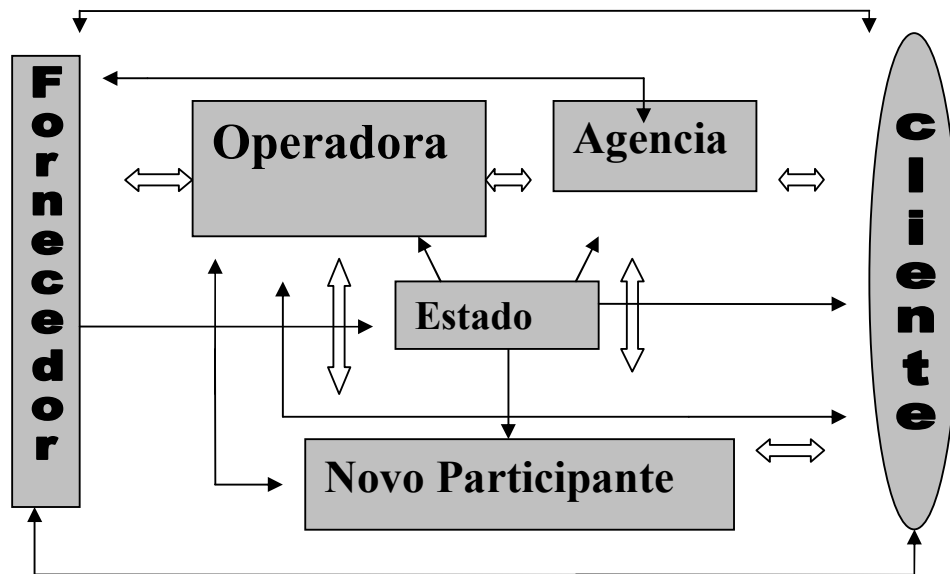 Fornecedor
Operadora
Agencia
Cliente
Estado
Novo Participante